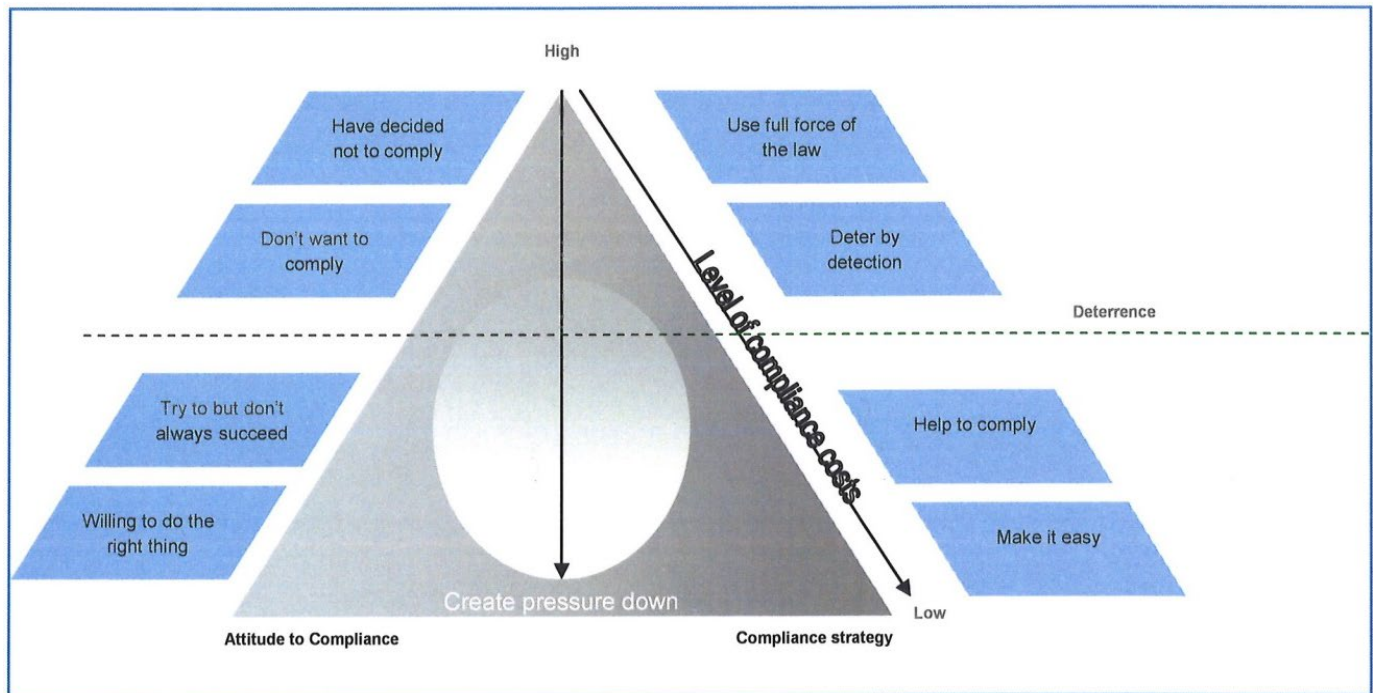 High
Have decided
not to comply
Use full force of
the law
Don't want to
comply
Deter by
detection
Level of compliance costs
Deterrence
Try to but don't
always succeed
Help to comply
Willing to do the
right thing
Make it easy
Create pressure down
Low
Attitude to Compliance
Compliance strategy